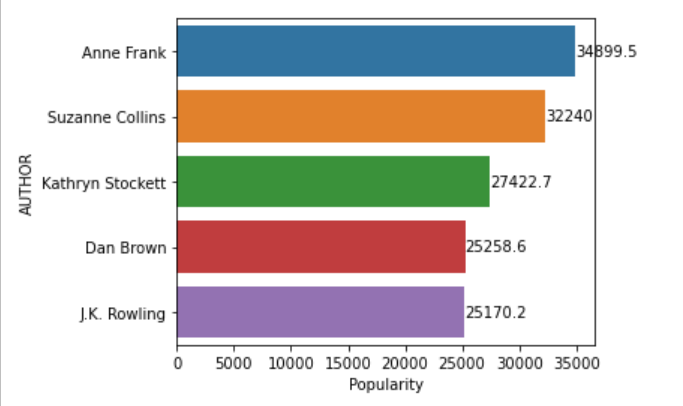 Anne Frank 34899.5
Suzanne Collins 32240
Kathryn Stockett 27422.7
Dan Brown 25258.6
J.K. Rowling 25170.2
AUTHOR
0 5000 10000 15000 20000 25000 30000 35000
Popularity